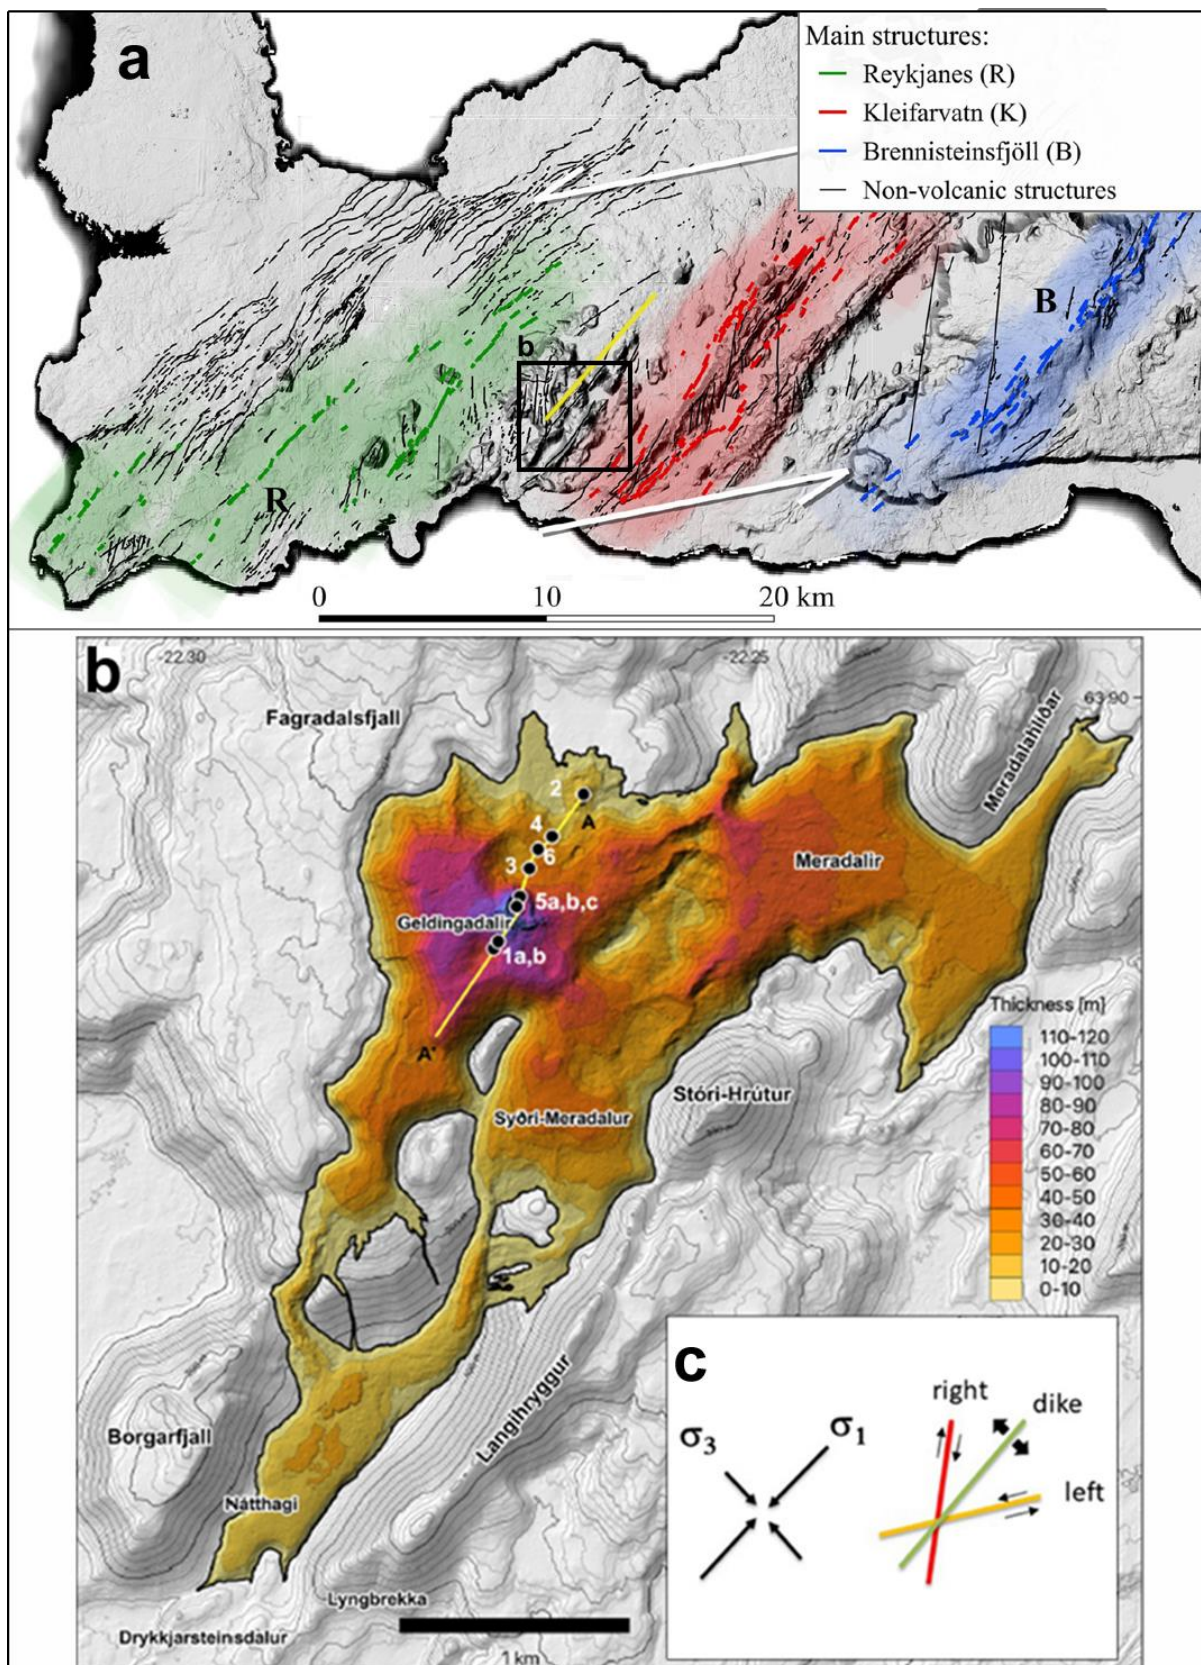 a
Main structures:
Reykjanes (R)
Kleifarvatn (K)
Brennisteinsfjöll (B)
Non-volcanic structures
b
B
R
0 10 20 km
b
-22.30
-22.25
63.90
Fagradalsfjall
Meradalahlíðar
2
A
4
6
3
Meradalir
5a,b,c
Geldingadalir
1a,b
A'
Thickness [m]
110-120
100-110
90-100
80-90
70-80
60-70
50-60
40-50
30-40
20-30
10-20
0-10
Stóri-Hrútur
Syðri-Meradalur
Langihryggur
Borgarfjall
Nátthagi
Lyngbrekka
Drykkjarsteinsdalur
1 km
c
σ3
σ1
right
dike
left